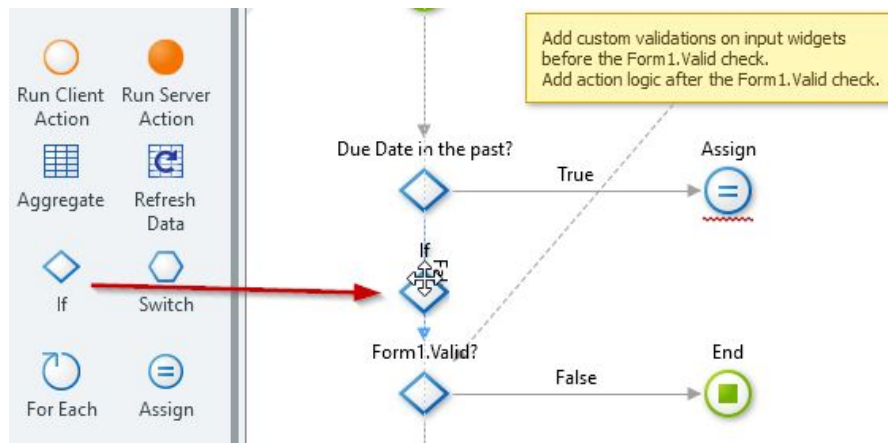 Run Client
Action
Run Server
Action
Aggregate
Refresh
Data
If
Switch
For Each
Assign
Add custom validations on input widgets
before the Form1.Valid check.
Add action logic after the Form1.Valid check.
Due Date in the past?
True
Assign
If
Form1.Valid?
False
End